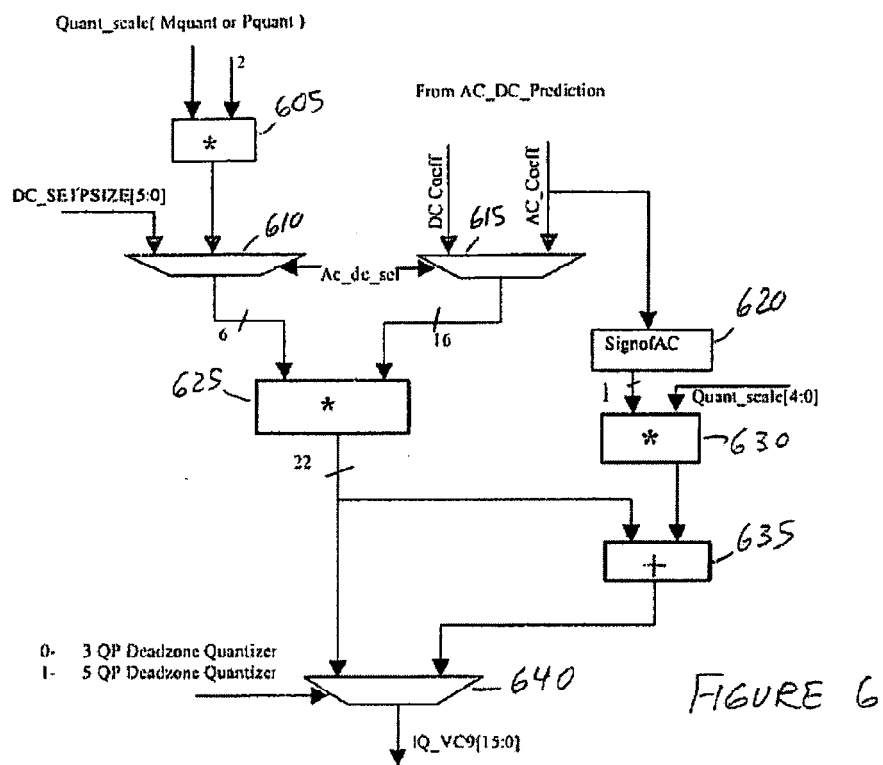 Quant_scale( Mquant or Pquant )
2
From AC_DC_Prediction
605
*
DC_SETPSIZE[5:0]
DC Coeff
AC_Coeff
610
615
Ac_dc_sel
6
16
620
SignofAC
625
*
1
Quant_scale[4:0]
*
630
22
635
+
0- 3 QP Deadzone Quantizer
1- 5 QP Deadzone Quantizer
640
FIGURE 6
IQ_VC9[15:0]